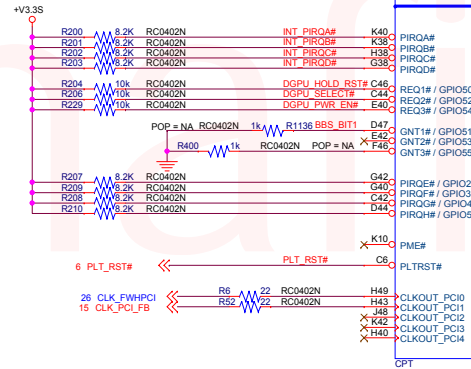 +V3.3S
R200 8.2K RC0402N INT_PIRQA# K40 PIRQA#
R201 8.2K RC0402N INT_PIRQB# K38 PIRQB#
R202 8.2K RC0402N INT_PIRQC# H38 PIRQC#
R203 8.2K RC0402N INT_PIRQD# G38 PIRQD#
R204 10k RC0402N DGPU_HOLD_RST# C46 REQ1# / GPIO50
R206 10k RC0402N DGPU_SELECT# C44 REQ2# / GPIO52
R229 10k RC0402N DGPU_PWR_EN# E40 REQ3# / GPIO54
POP = NA RC0402N 1k R1136 BBS_BIT1 D47 GNT1# / GPIO51
E42 GNT2# / GPIO53
R400 1k RC0402N POP = NA F46 GNT3# / GPIO55
R207 8.2K RC0402N G42 PIRQE# / GPIO2
R209 8.2K RC0402N G40 PIRQF# / GPIO3
R208 8.2K RC0402N C42 PIRQG# / GPIO4
R210 8.2K RC0402N D44 PIRQH# / GPIO5
K10 PME#
6 PLT_RST# PLT_RST# C6 PLTRST#
26 CLK_FWHPCI R6 22 RC0402N H49 CLKOUT_PCI0
15 CLK_PCI_FB R52 22 RC0402N H43 CLKOUT_PCI1
J48 CLKOUT_PCI2
K42 CLKOUT_PCI3
H40 CLKOUT_PCI4
CPT